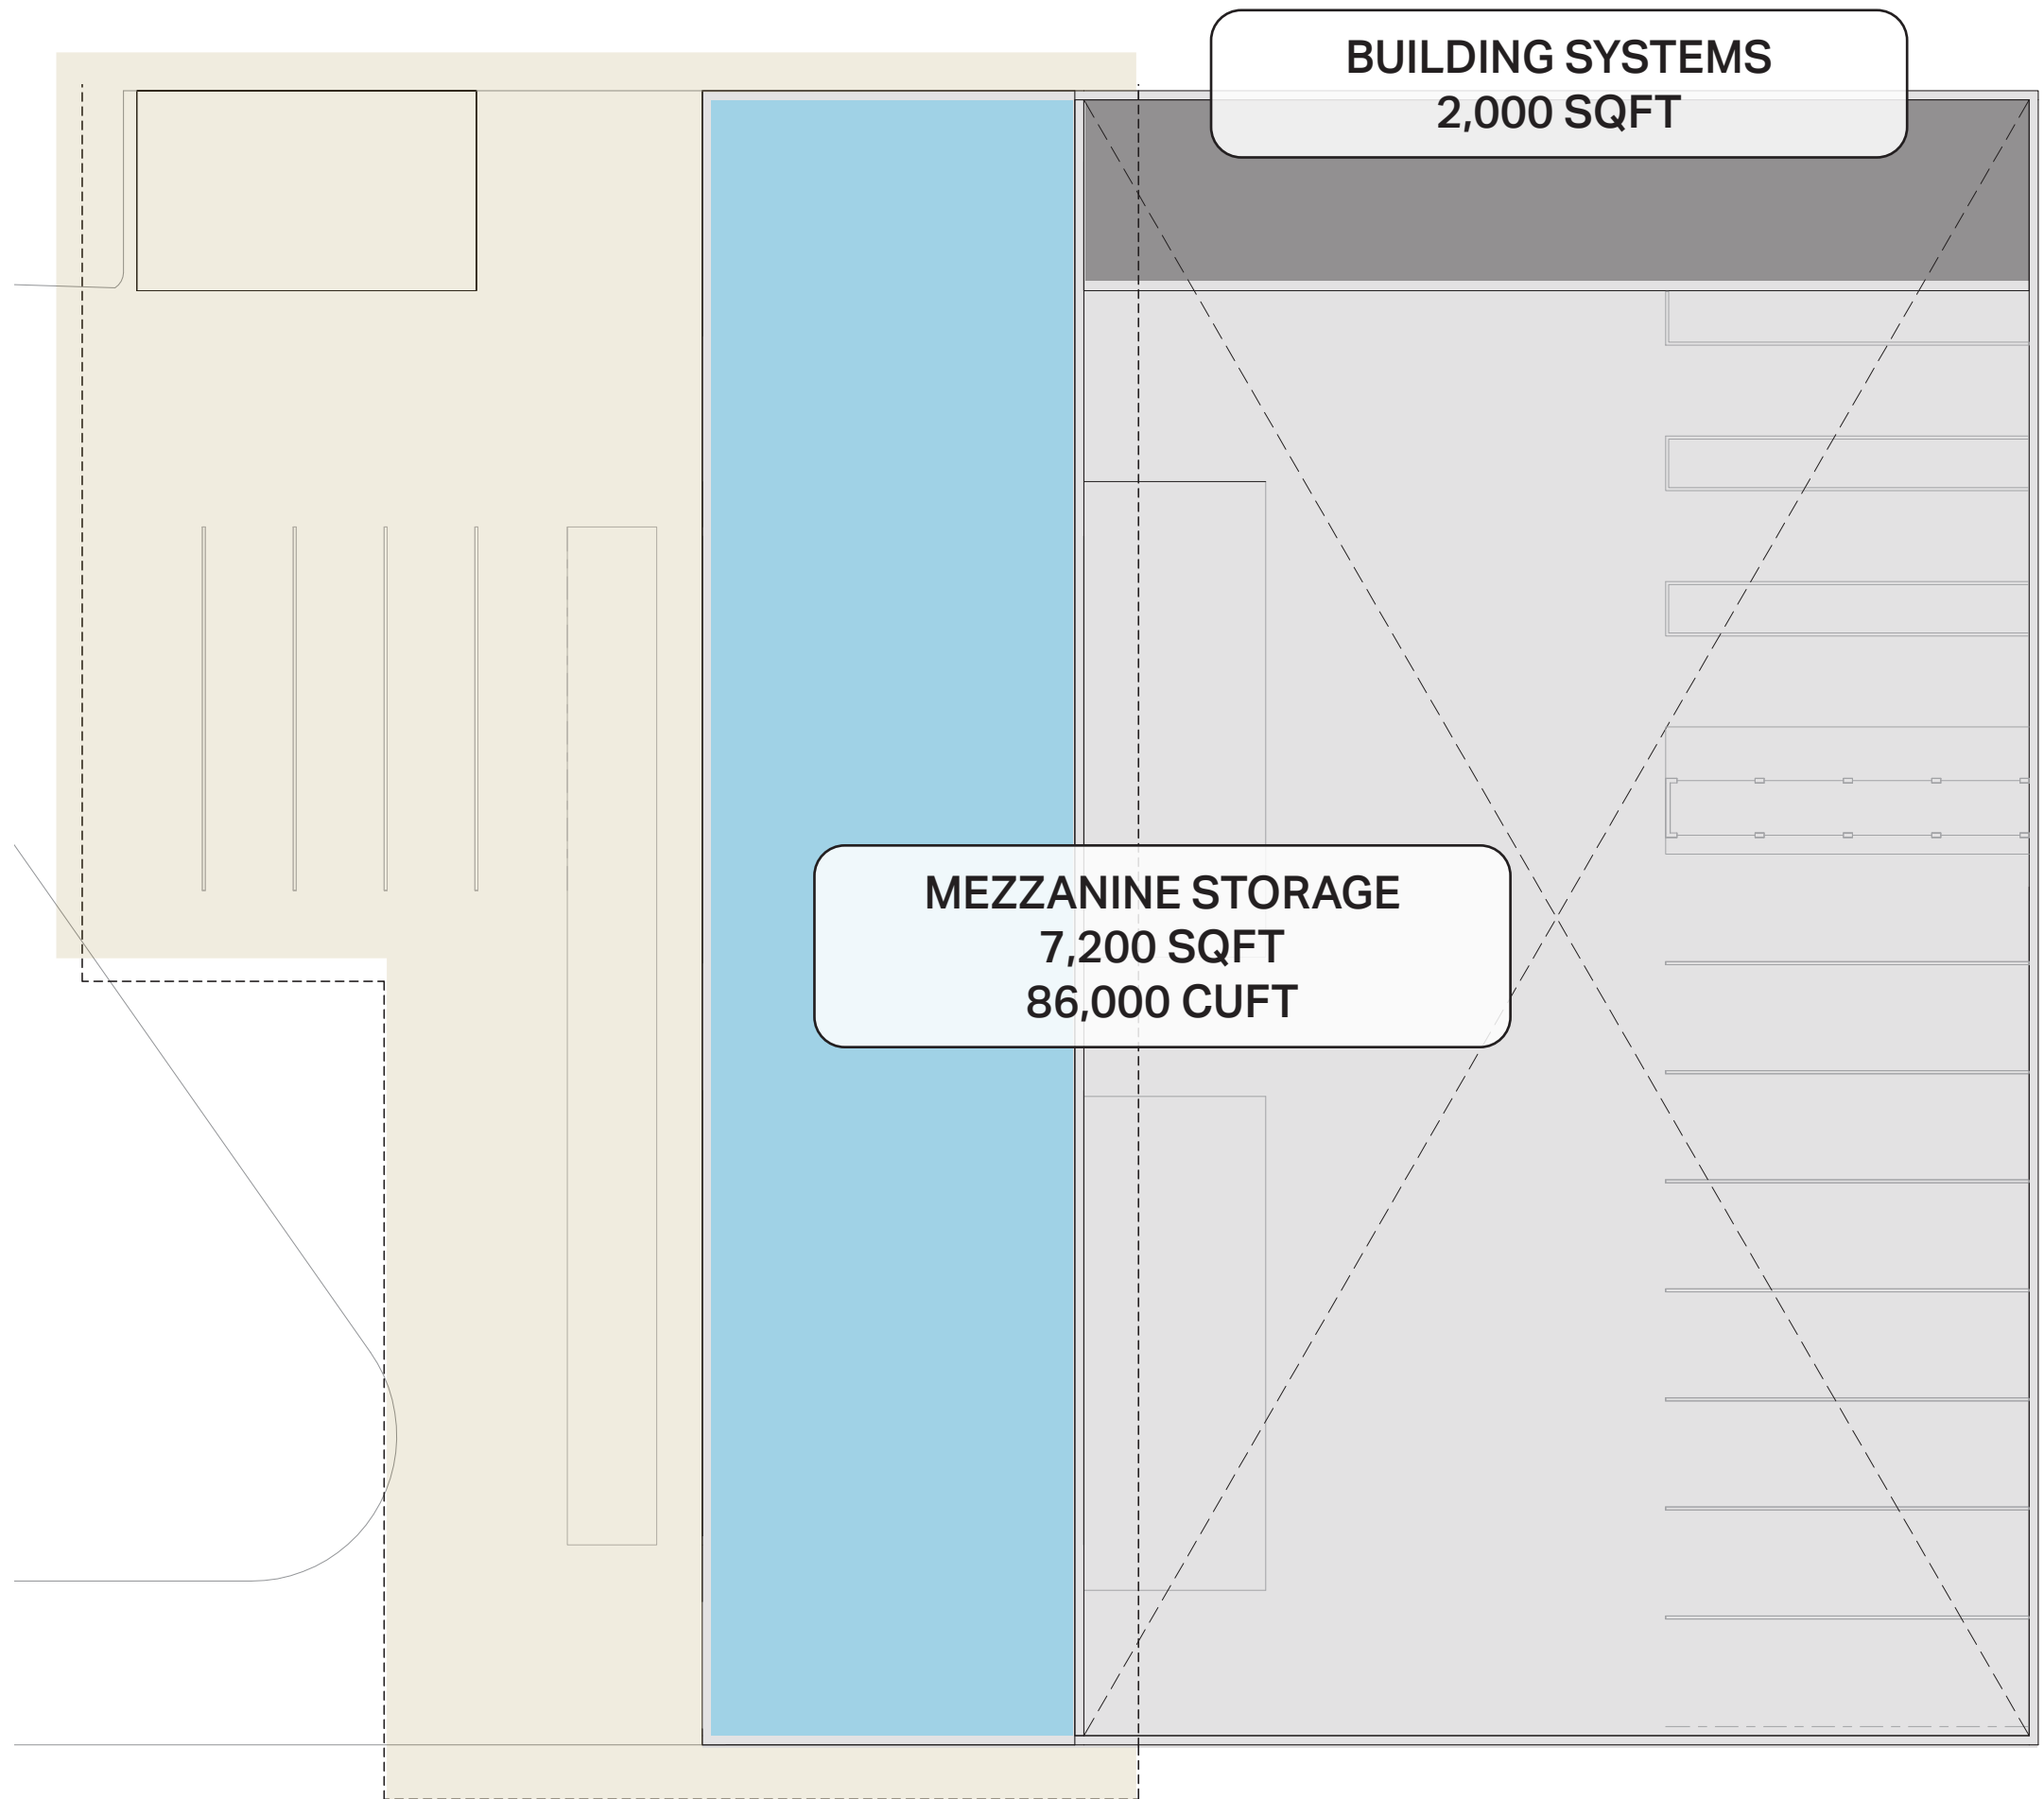 BUILDING SYSTEMS
2,000 SQFT
MEZZANINE STORAGE
7,200 SQFT
86,000 CUFT